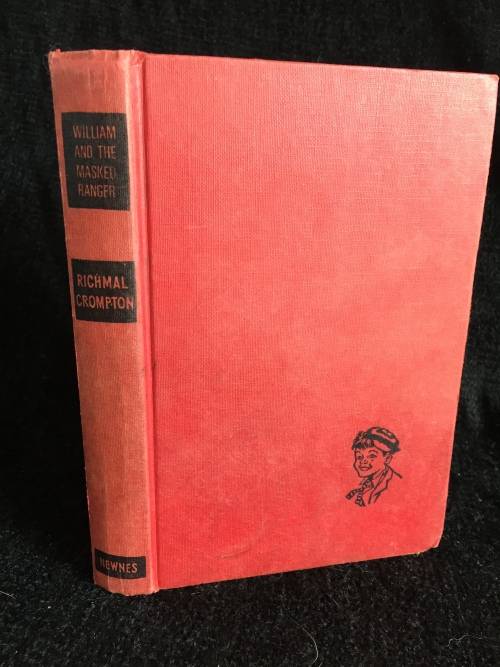 WILLIAM
AND THE
MASKED
RANGER
RICHMAL
CROMPTON
NEWNES